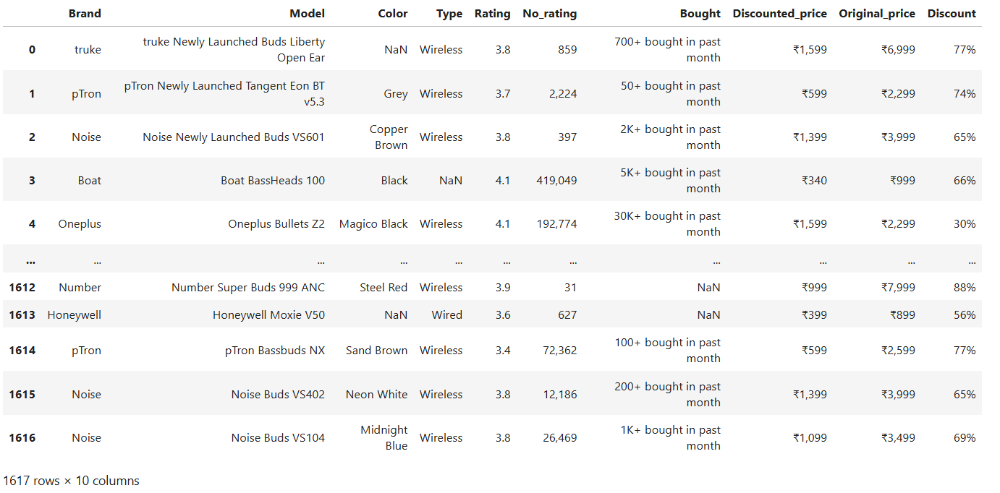 Brand Model Color Type Rating No_rating Bought Discounted_price Original_price Discount
0 truke truke Newly Launched Buds Liberty Open Ear NaN Wireless 3.8 859 700+ bought in past month ₹1,599 ₹6,999 77%
1 pTron pTron Newly Launched Tangent Eon BT v5.3 Grey Wireless 3.7 2,224 50+ bought in past month ₹599 ₹2,299 74%
2 Noise Noise Newly Launched Buds VS601 Copper Brown Wireless 3.8 397 2K+ bought in past month ₹1,399 ₹3,999 65%
3 Boat Boat BassHeads 100 Black NaN 4.1 419,049 5K+ bought in past month ₹340 ₹999 66%
4 Oneplus Oneplus Bullets Z2 Magico Black Wireless 4.1 192,774 30K+ bought in past month ₹1,599 ₹2,299 30%
... ... ... ... ... ... ... ... ... ... ...
1612 Number Number Super Buds 999 ANC Steel Red Wireless 3.9 31 NaN ₹999 ₹7,999 88%
1613 Honeywell Honeywell Moxie V50 NaN Wired 3.6 627 NaN ₹399 ₹899 56%
1614 pTron pTron Bassbuds NX Sand Brown Wireless 3.4 72,362 100+ bought in past month ₹599 ₹2,599 77%
1615 Noise Noise Buds VS402 Neon White Wireless 3.8 12,186 200+ bought in past month ₹1,399 ₹3,999 65%
1616 Noise Noise Buds VS104 Midnight Blue Wireless 3.8 26,469 1K+ bought in past month ₹1,099 ₹3,499 69%
1617 rows × 10 columns